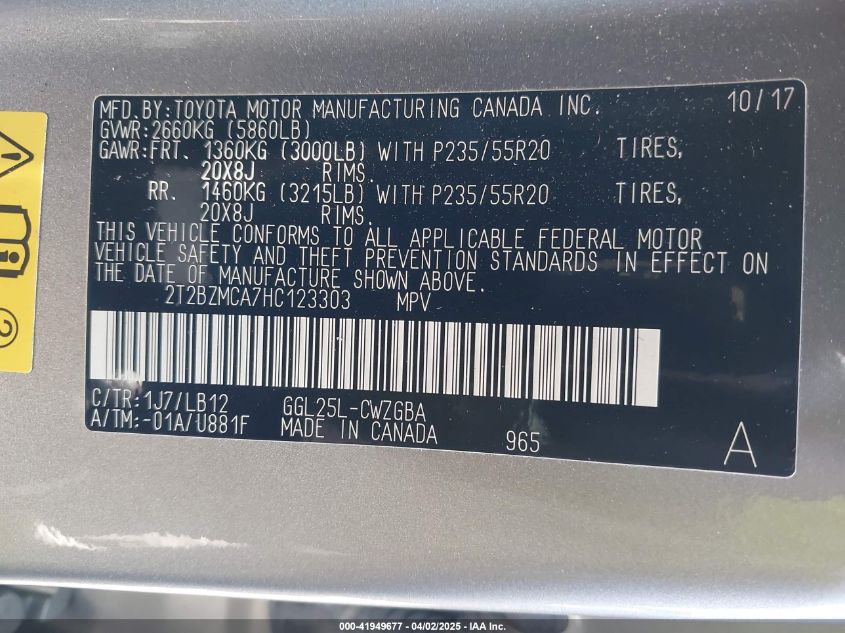 MFD.BY:TOYOTA MOTOR MANUFACTURING CANADA INC. 10/17
GVWR:2660KG (5860LB)
GAWR:FRT. 1360KG (3000LB) WITH P235/55R20 TIRES,
20X8J RIMS.
RR. 1460KG (3215LB) WITH P235/55R20 TIRES,
20X8J RIMS.
THIS VEHICLE CONFORMS TO ALL APPLICABLE FEDERAL MOTOR
VEHICLE SAFETY AND THEFT PREVENTION STANDARDS IN EFFECT ON
THE DATE OF MANUFACTURE SHOWN ABOVE.
2T2BZMCA7HC123303 MPV
C/TR:1J7/LB12 GGL25L-CWZGBA
A/TM:-01A/U881F MADE IN CANADA 965 A
2
000-41949677 - 04/02/2025 - IAA Inc.